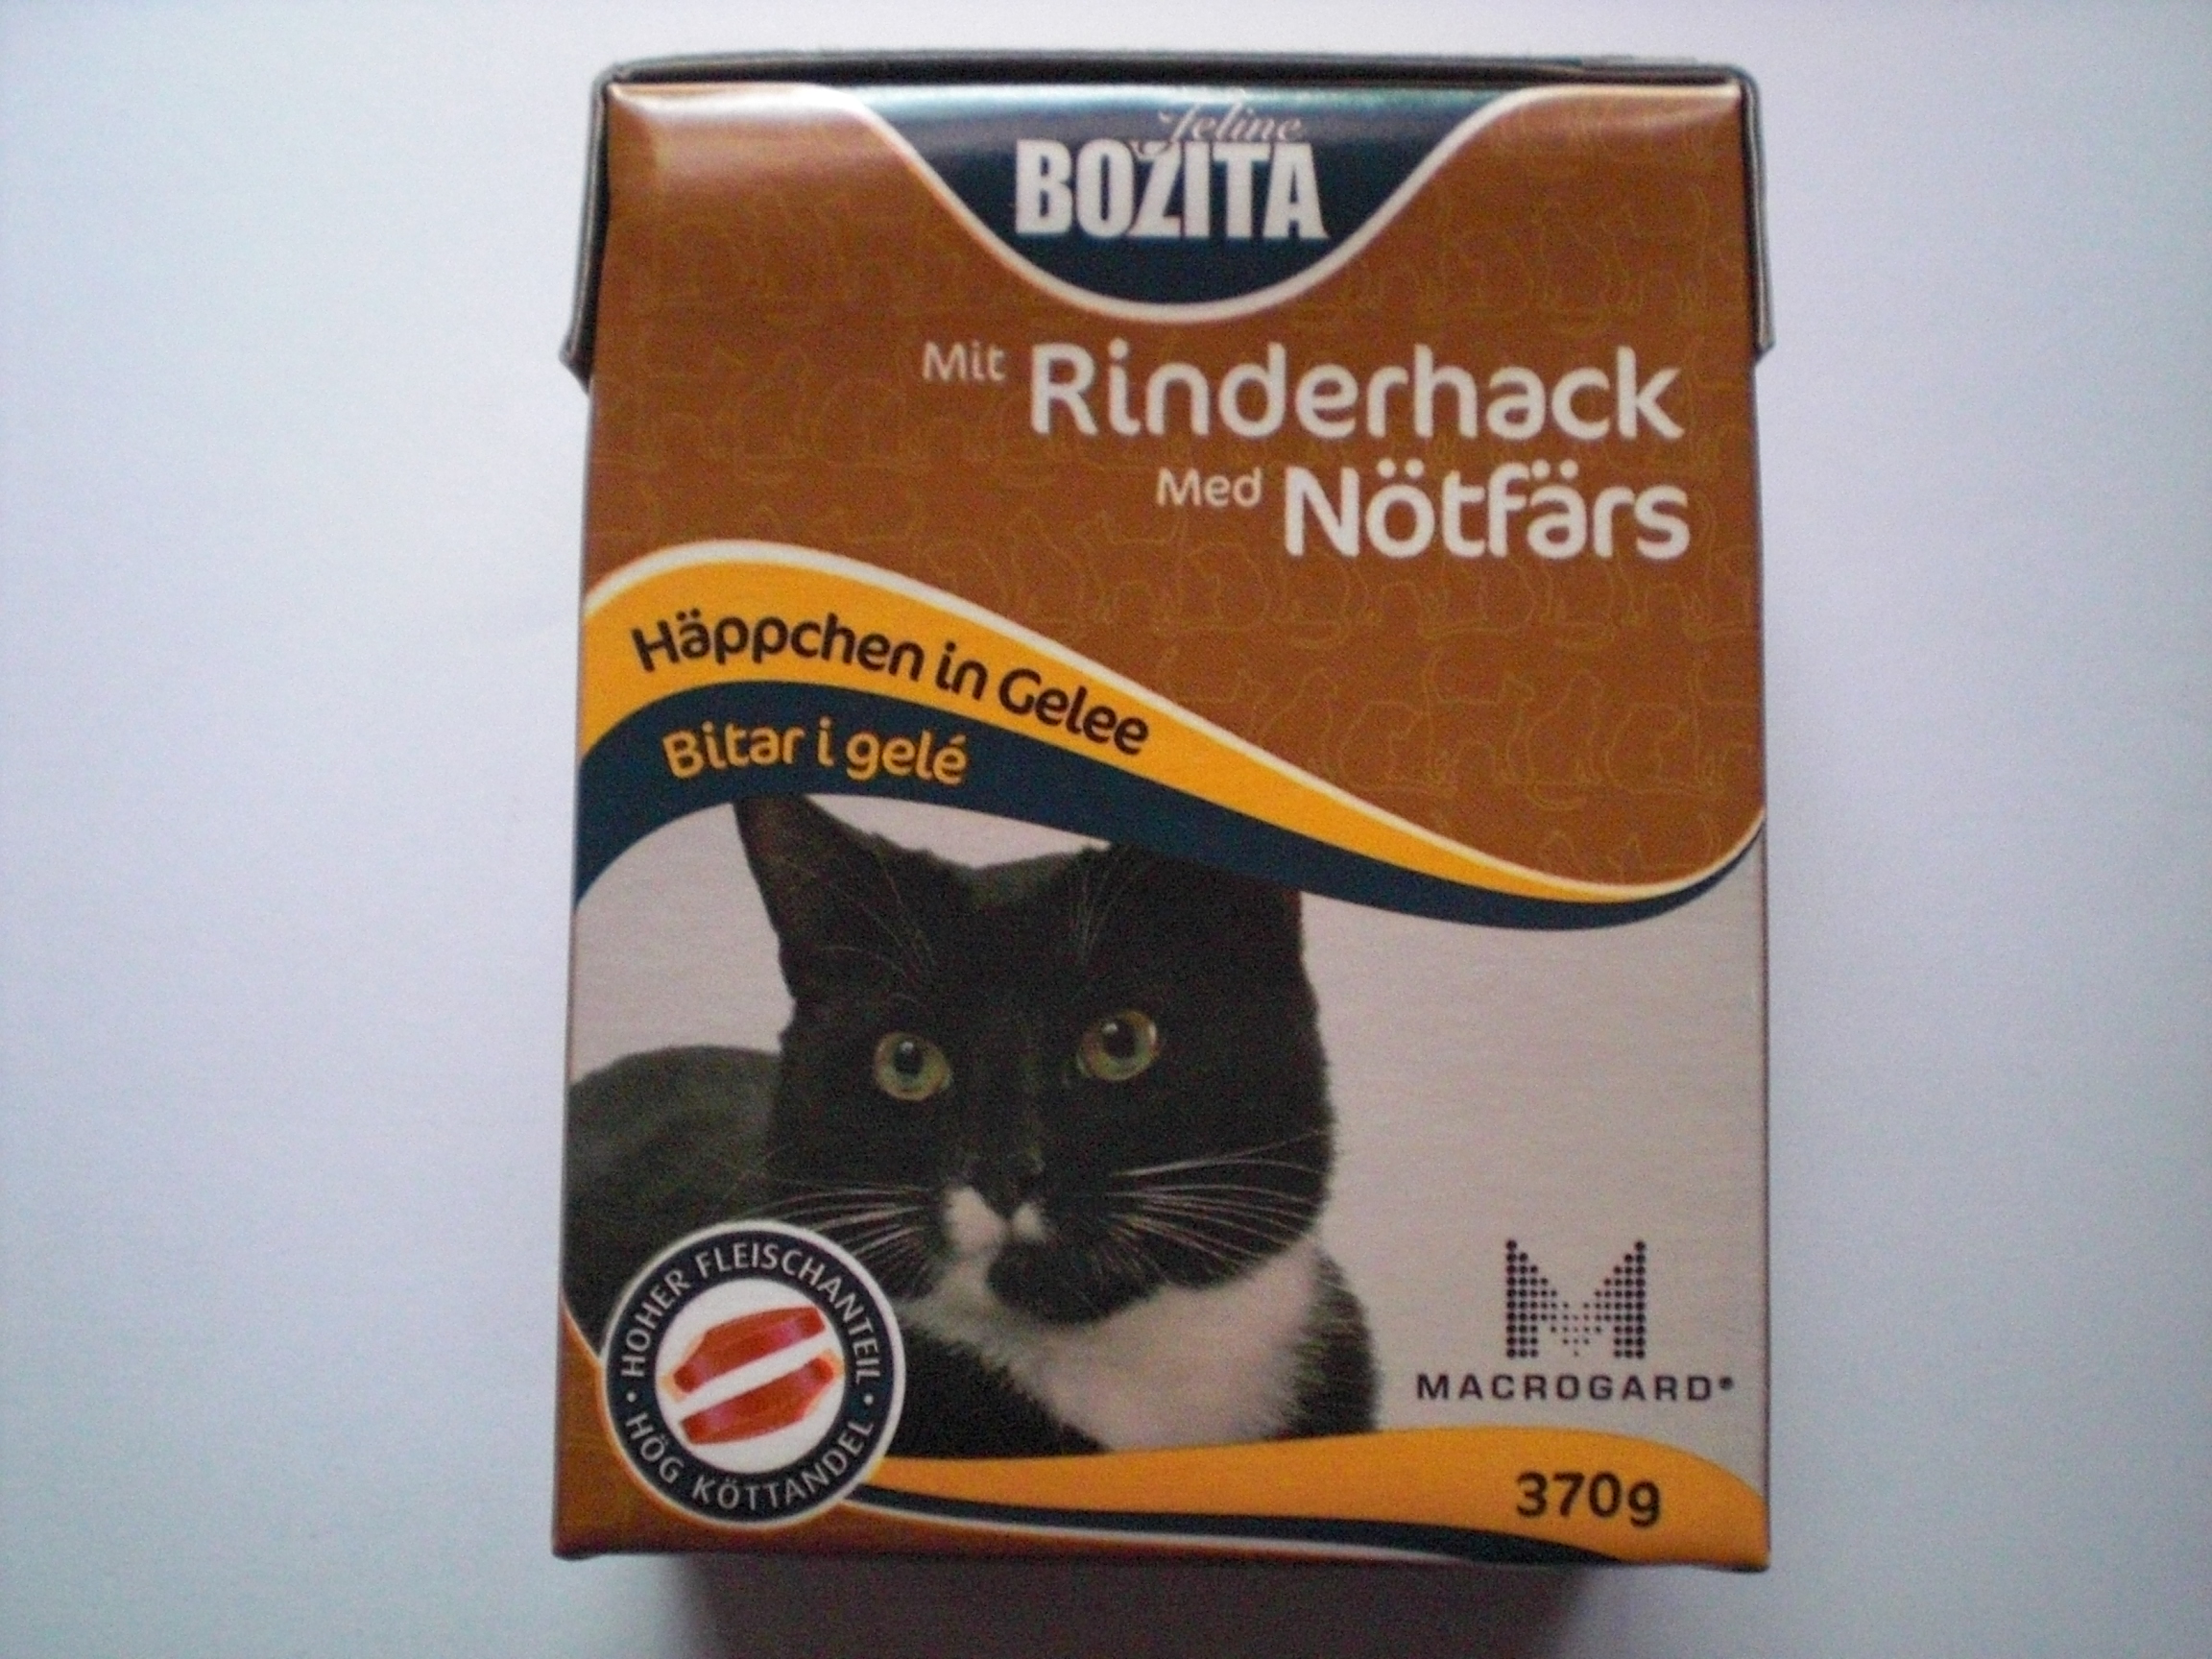 feline
BOZITA
Mit Rinderhack
Med Nötfärs
Häppchen in Gelee
Bitar i gelé
· HOHER FLEISCHANTEIL ·
HÖG KÖTTANDEL
M
MACROGARD®
370g